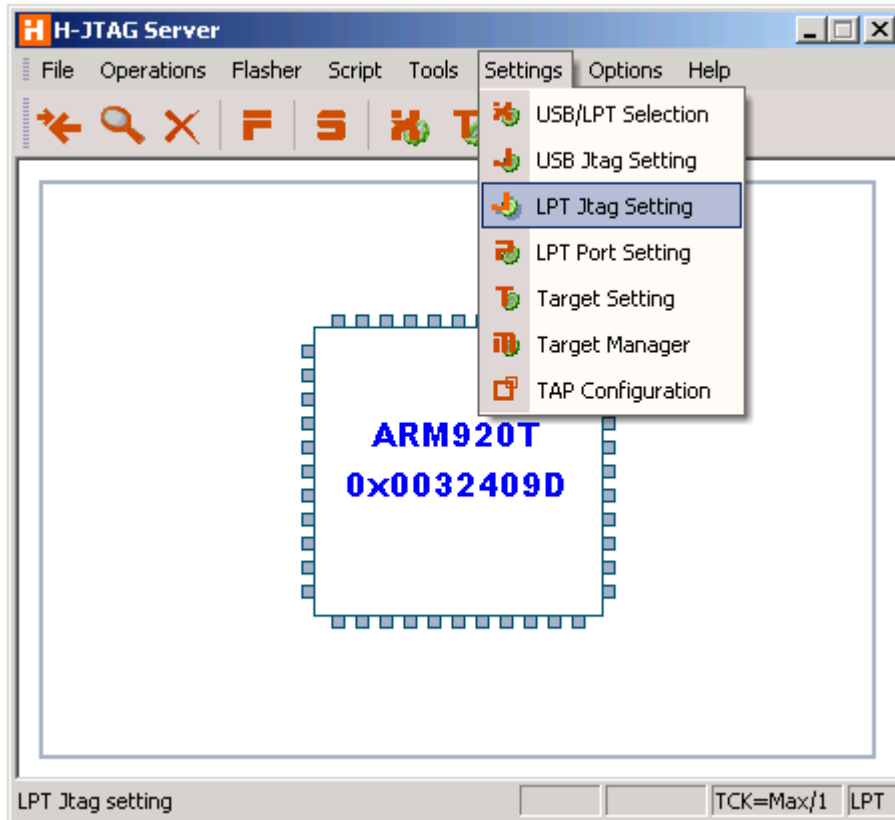 H-JTAG Server
File Operations Flasher Script Tools Settings Options Help
USB/LPT Selection
USB Jtag Setting
LPT Jtag Setting
LPT Port Setting
Target Setting
Target Manager
TAP Configuration
ARM920T
0x0032409D
LPT Jtag setting TCK=Max/1 LPT